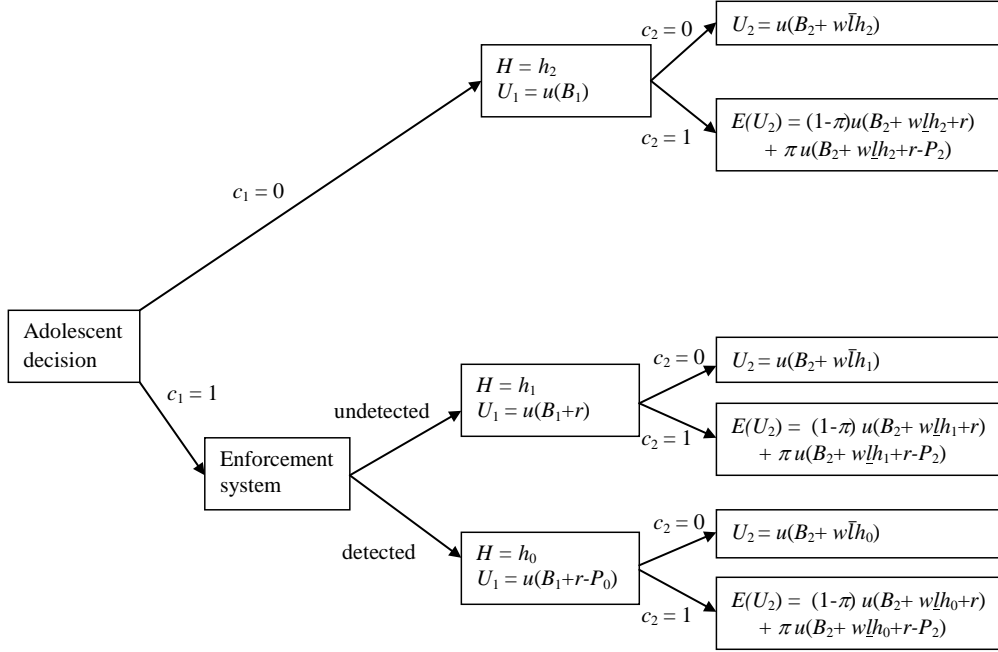 c₂ = 0
U₂ = u(B₂+ wl̅h₂)
H = h₂
U₁ = u(B₁)
c₂ = 1
E(U₂) = (1-π)u(B₂+ wl̲h₂+r)
+ π u(B₂+ wl̲h₂+r-P₂)
c₁ = 0
Adolescent
decision
c₁ = 1
undetected
H = h₁
U₁ = u(B₁+r)
c₂ = 0
U₂ = u(B₂+ wl̅h₁)
c₂ = 1
E(U₂) = (1-π) u(B₂+ wl̲h₁+r)
+ π u(B₂+ wl̲h₁+r-P₂)
Enforcement
system
detected
H = h₀
U₁ = u(B₁+r-P₀)
c₂ = 0
U₂ = u(B₂+ wl̅h₀)
c₂ = 1
E(U₂) = (1-π) u(B₂+ wl̲h₀+r)
+ π u(B₂+ wl̲h₀+r-P₂)